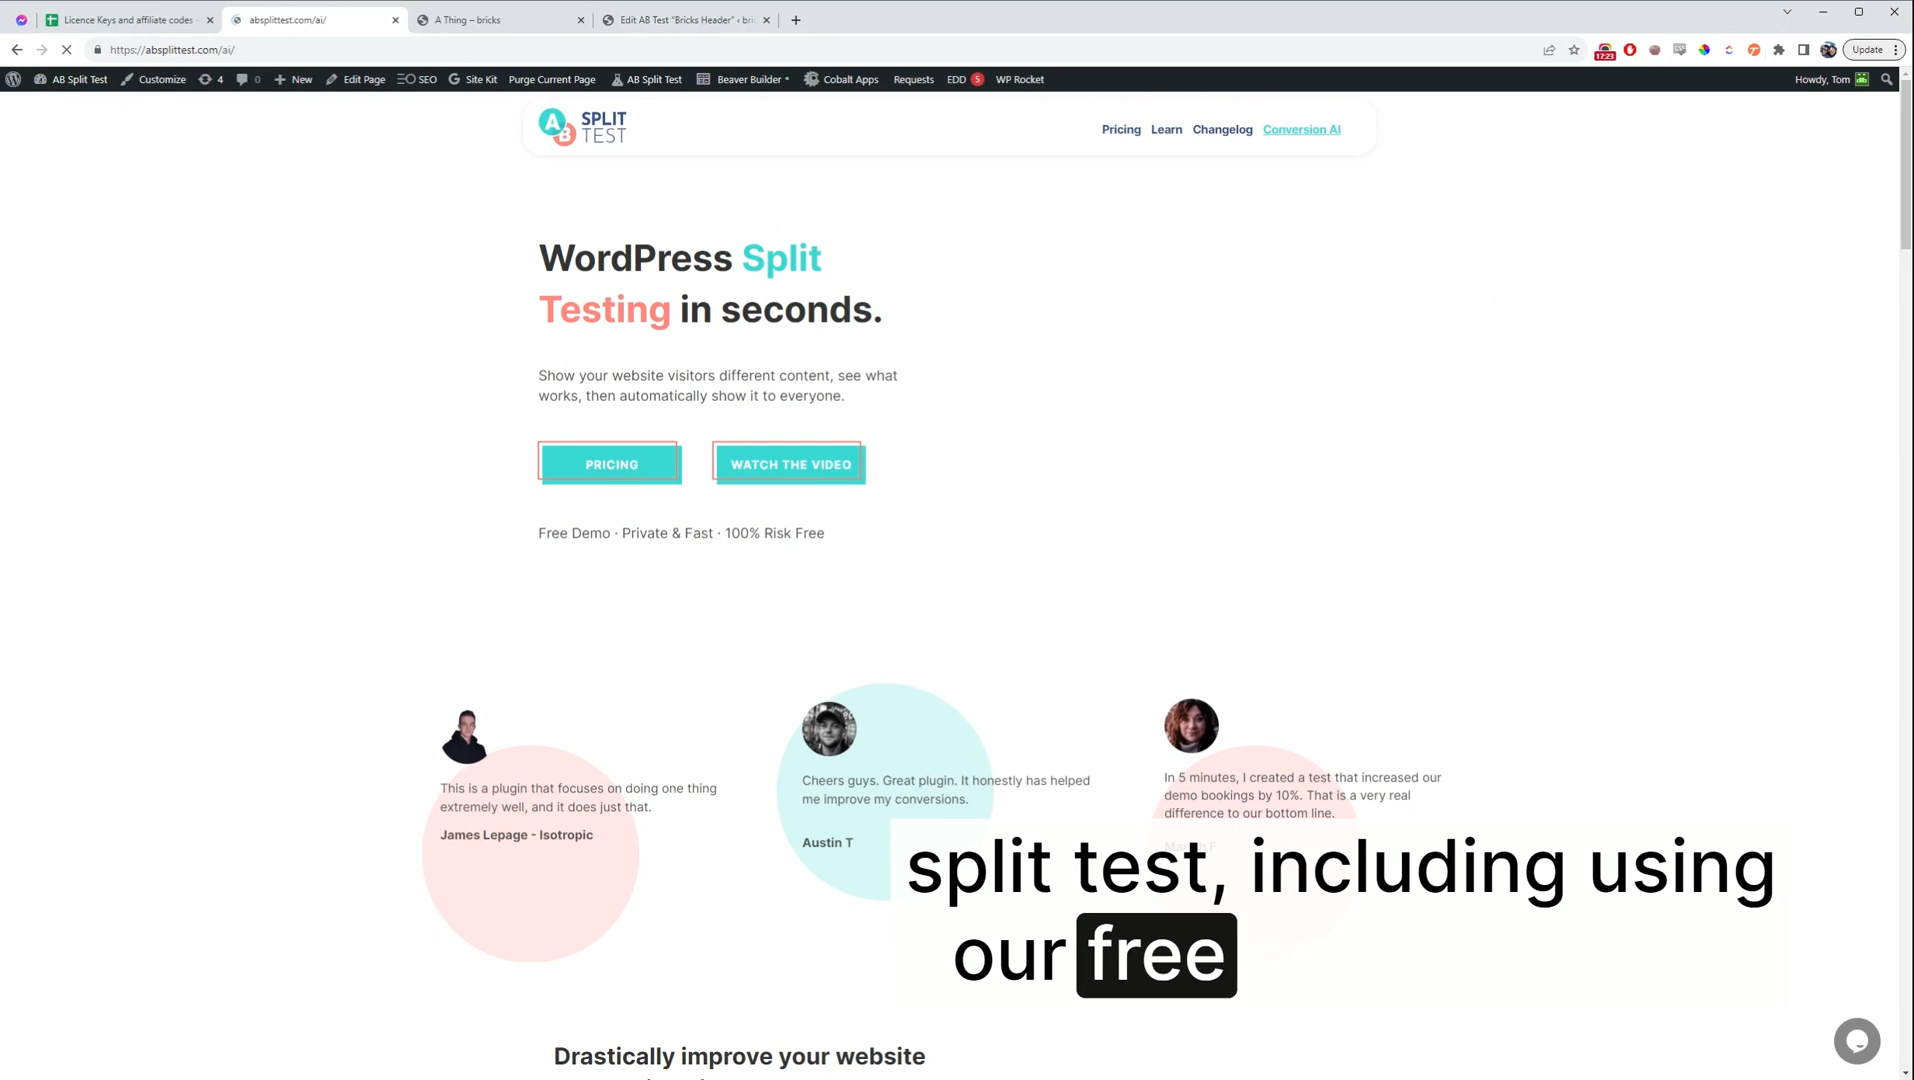 Licence Keys and affiliate codes -
absplittest.com/ai/
A Thing – bricks
Edit AB Test “Bricks Header” ‹ bri
https://absplittest.com/ai/
17:23
Update
AB Split Test
Customize
4
0
New
Edit Page
SEO
Site Kit
Purge Current Page
AB Split Test
Beaver Builder
Cobalt Apps
Requests
EDD 5
WP Rocket
Howdy, Tom
AB SPLIT
TEST
Pricing
Learn
Changelog
Conversion AI
WordPress Split
Testing in seconds.
Show your website visitors different content, see what
works, then automatically show it to everyone.
PRICING
WATCH THE VIDEO
Free Demo · Private & Fast · 100% Risk Free
This is a plugin that focuses on doing one thing
extremely well, and it does just that.
James Lepage - Isotropic
Cheers guys. Great plugin. It honestly has helped
me improve my conversions.
Austin T
In 5 minutes, I created a test that increased our
demo bookings by 10%. That is a very real
difference to our bottom line.
split test, including using
our free
Drastically improve your website